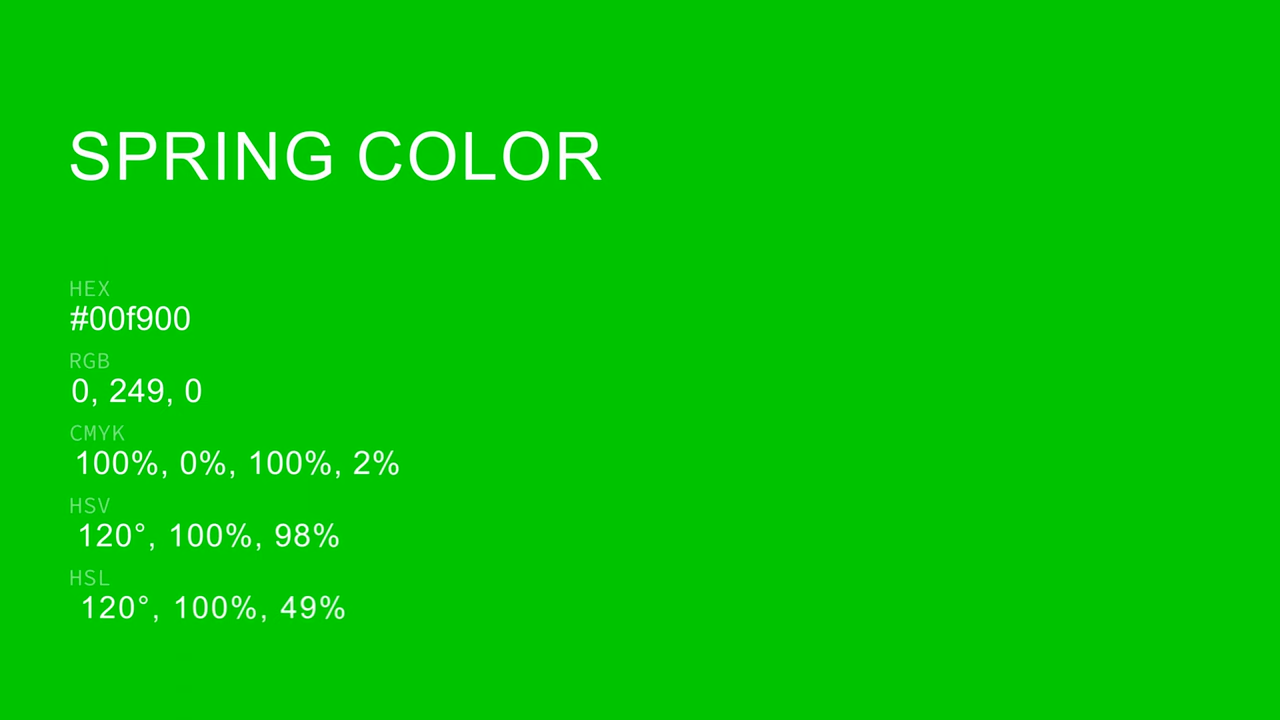 SPRING COLOR
HEX
#00f900
RGB
0, 249, 0
CMYK
100%, 0%, 100%, 2%
HSV
120°, 100%, 98%
HSL
120°, 100%, 49%